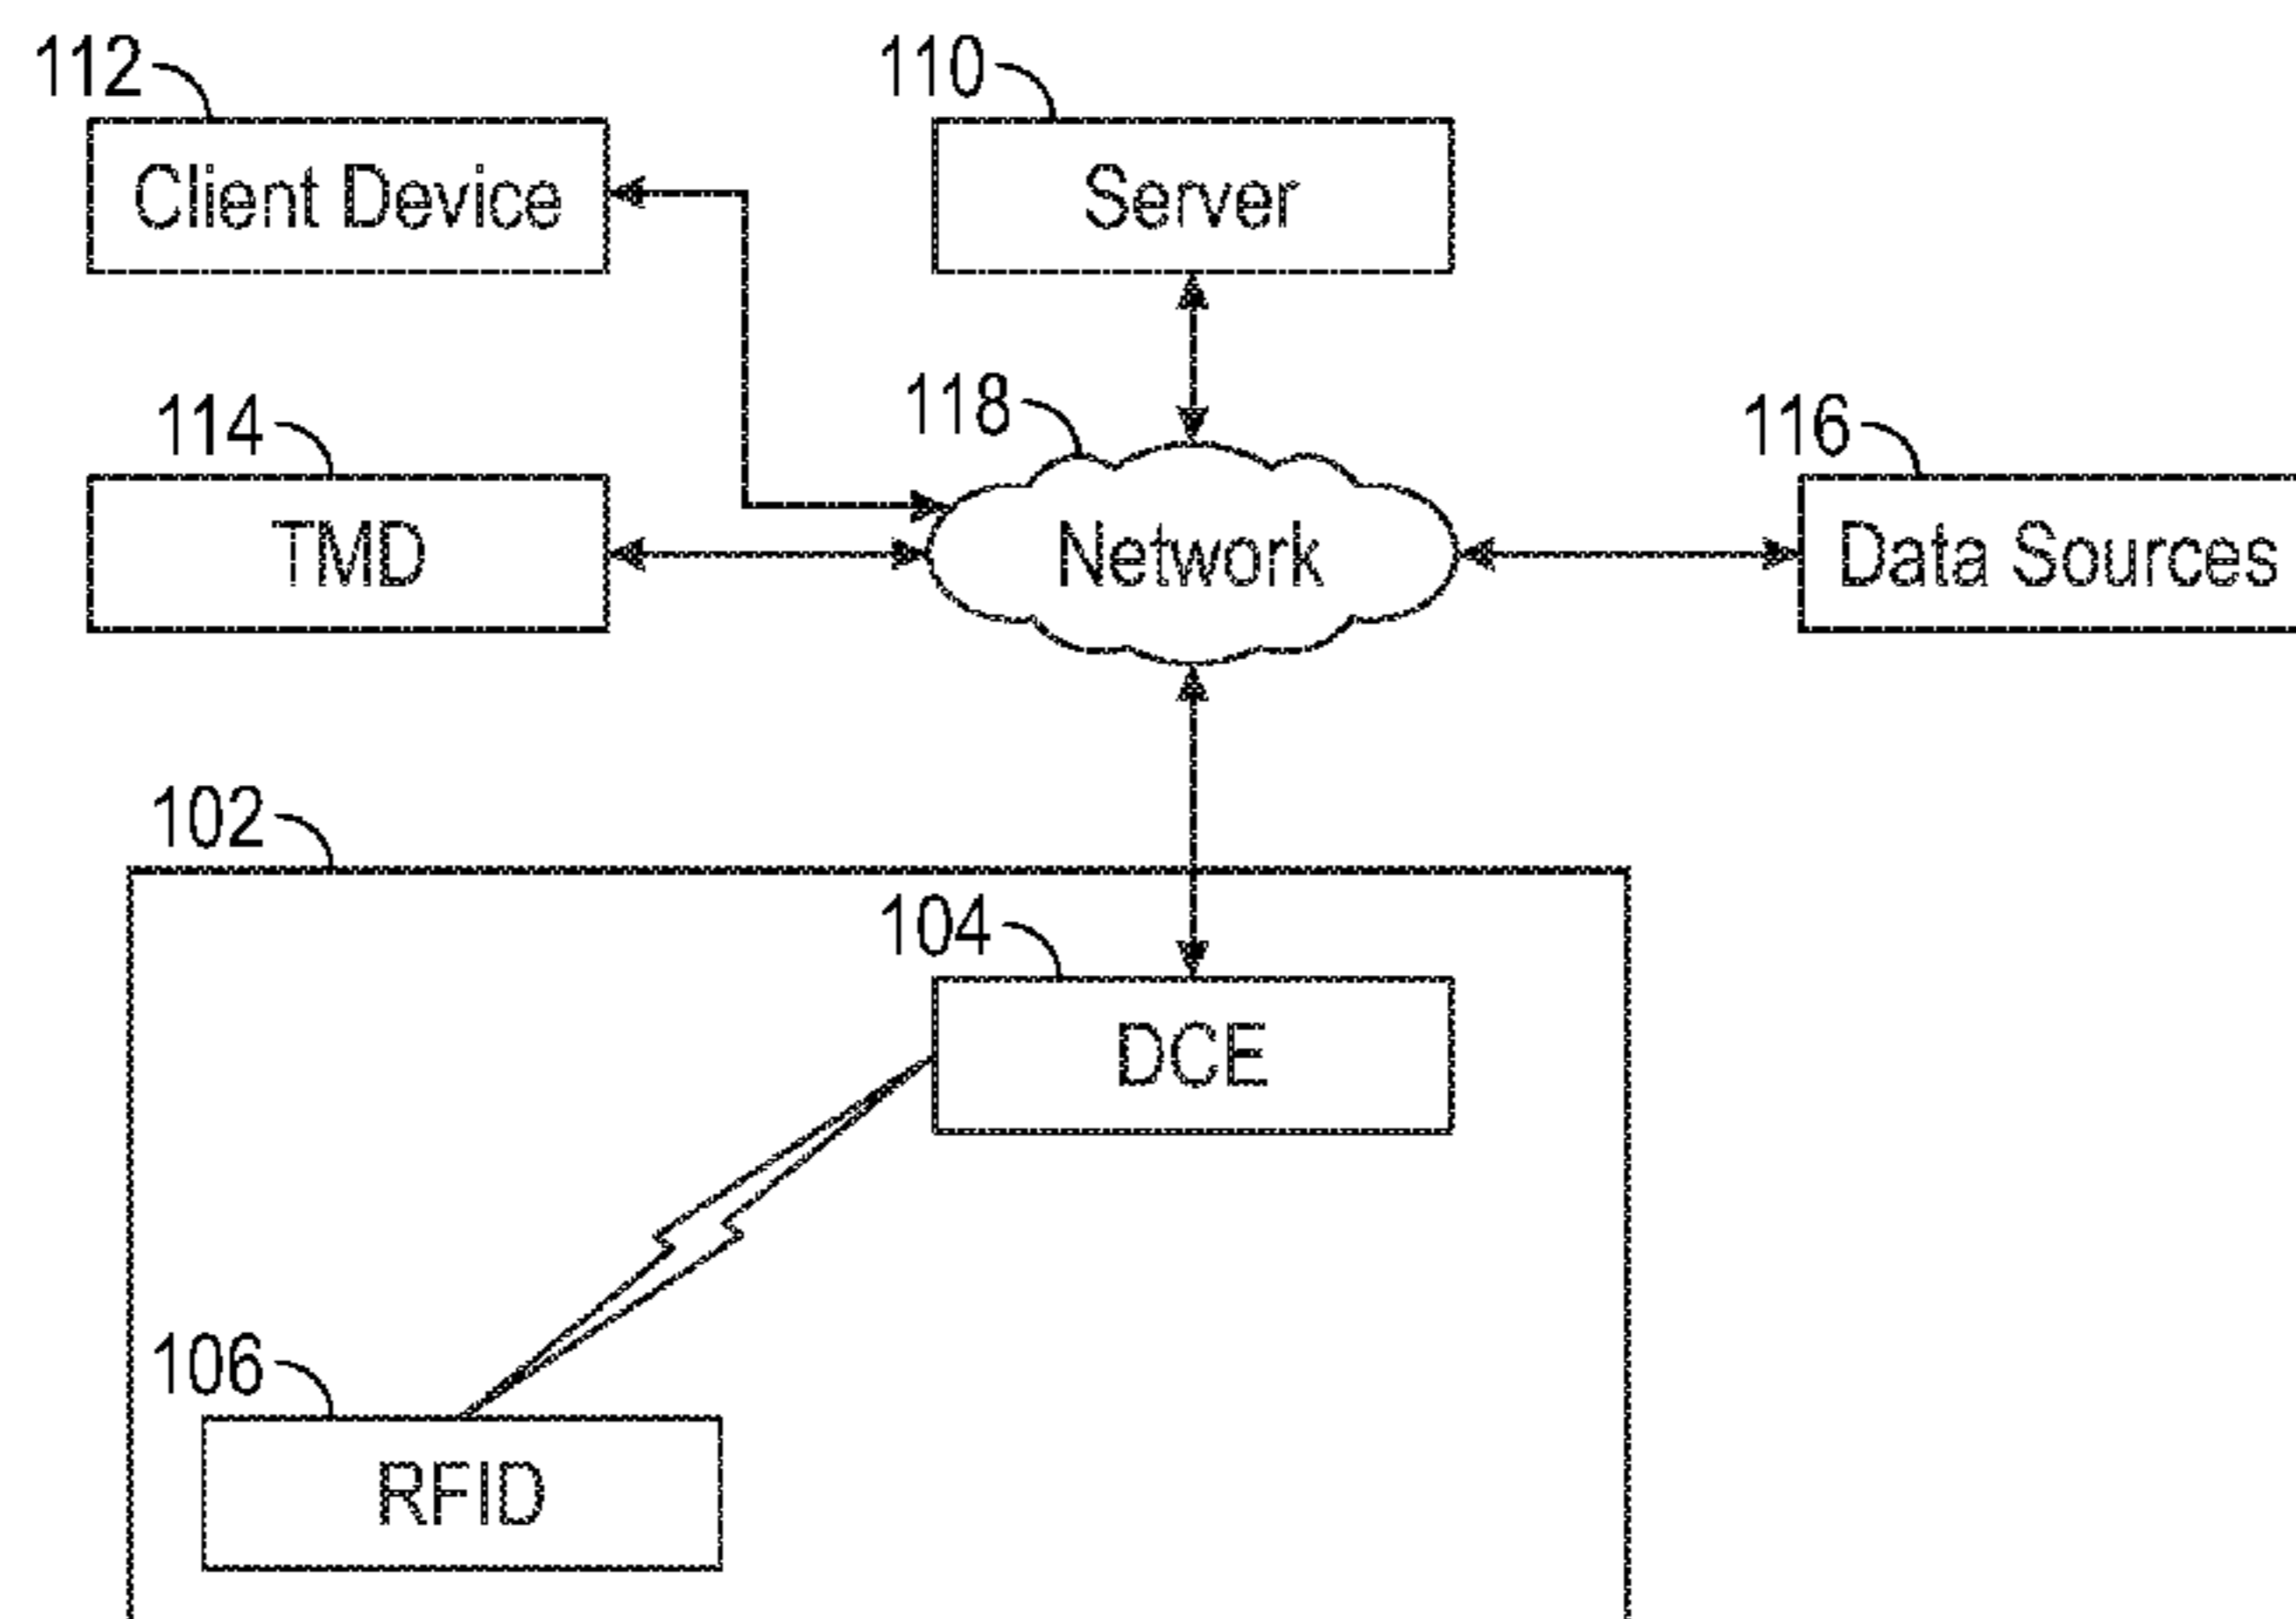 112
110
Client Device
Server
118
114
116
TMD
Network
Data Sources
102
104
DCE
106
RFID